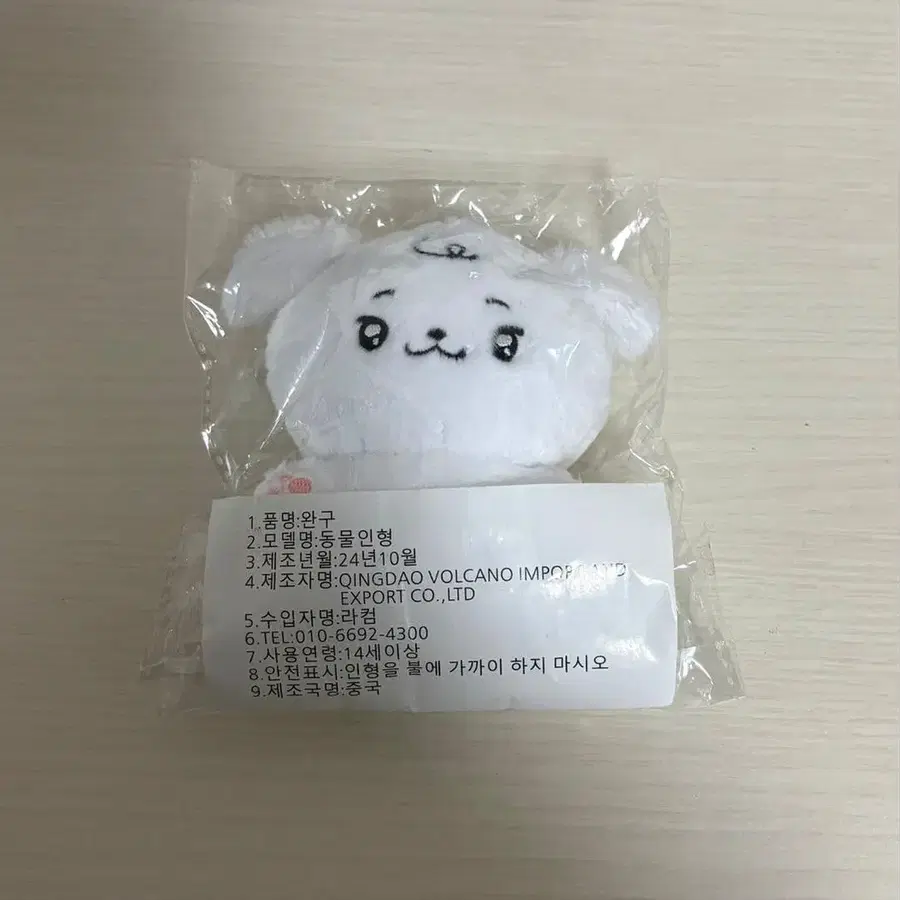 1.품명:완구
2.모델명:동물인형
3.제조년월:24년10월
4.제조자명:QINGDAO VOLCANO IMPORT AND
EXPORT CO.,LTD
5.수입자명:라컴
6.TEL:010-6692-4300
7.사용연령:14세이상
8.안전표시:인형을 불에 가까이 하지 마시오
9.제조국명:중국